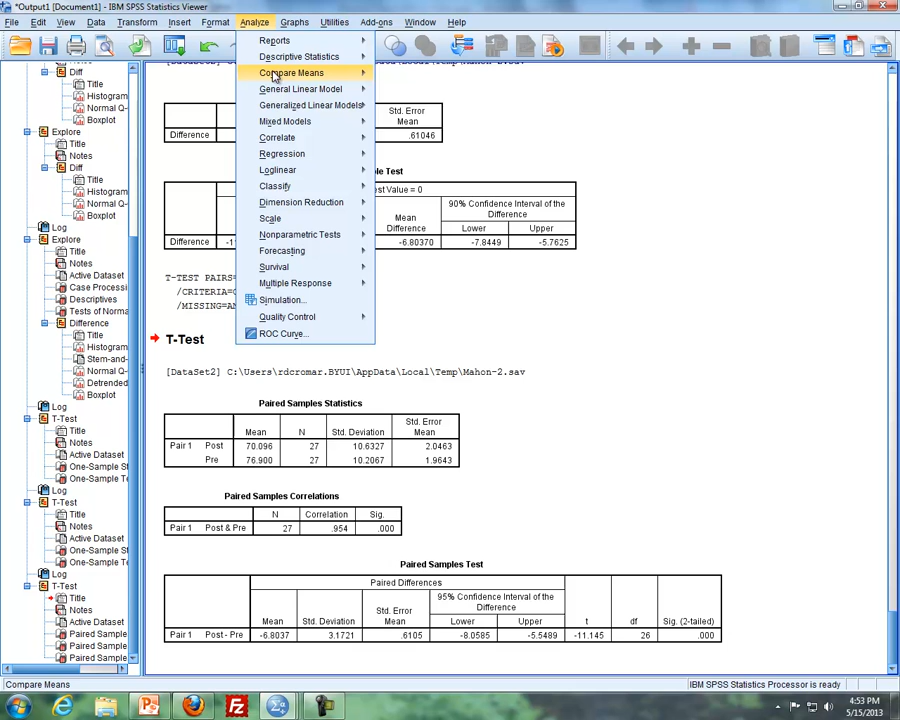 *Output1 [Document1] - IBM SPSS Statistics Viewer
File Edit View Data Transform Insert Format Analyze Graphs Utilities Add-ons Window Help
Reports
Descriptive Statistics
Compare Means
General Linear Model
Generalized Linear Models
Mixed Models
Correlate
Regression
Loglinear
Classify
Dimension Reduction
Scale
Nonparametric Tests
Forecasting
Survival
Multiple Response
Simulation...
Quality Control
ROC Curve...
Diff
Title
Histogram
Normal Q-
Boxplot
Explore
Title
Notes
Diff
Title
Histogram
Normal Q-
Boxplot
Log
Explore
Title
Notes
Active Dataset
Case Processi
Descriptives
Tests of Norma
Difference
Title
Histogram
Stem-and-
Normal Q-
Detrended
Boxplot
Log
T-Test
Title
Notes
Active Dataset
One-Sample St
One-Sample T
Log
T-Test
Title
Notes
Active Dataset
One-Sample St
One-Sample Te
Log
T-Test
Title
Notes
Active Dataset
Paired Sample
Paired Sample
Paired Sample
Std. Error
Mean
Difference .61046
le Test
est Value = 0
90% Confidence Interval of the
Mean Difference
Difference Lower Upper
Difference -1 -6.80370 -7.8449 -5.7625
T-TEST PAIRS=
/CRITERIA=
/MISSING=AN
T-Test
[DataSet2] C:\Users\rdcromar.BYUI\AppData\Local\Temp\Mahon-2.sav
Paired Samples Statistics
Std. Error
Mean N Std. Deviation Mean
Pair 1 Post 70.096 27 10.6327 2.0463
Pre 76.900 27 10.2067 1.9643
Paired Samples Correlations
N Correlation Sig.
Pair 1 Post & Pre 27 .954 .000
Paired Samples Test
Paired Differences
95% Confidence Interval of the
Std. Error Difference
Mean Std. Deviation Mean Lower Upper t df Sig. (2-tailed)
Pair 1 Post - Pre -6.8037 3.1721 .6105 -8.0585 -5.5489 -11.145 26 .000
Compare Means
IBM SPSS Statistics Processor is ready
4:53 PM
5/15/2013